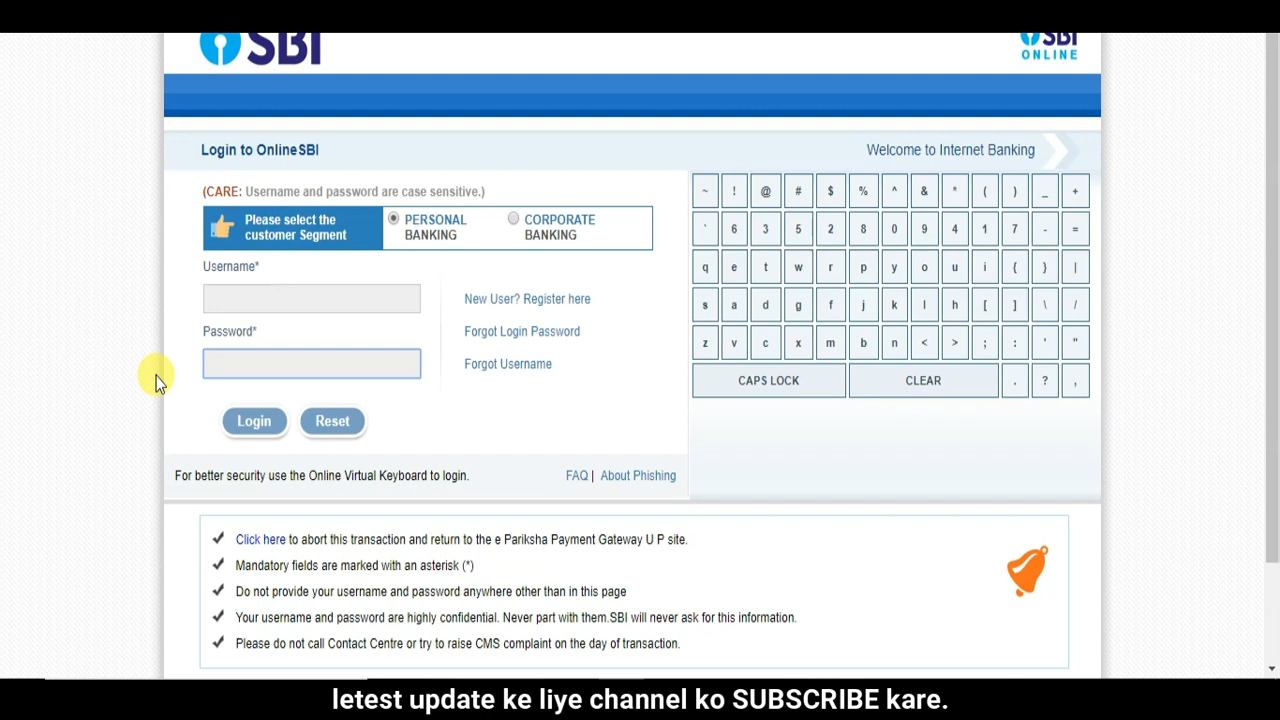 SBI
SBI
ONLINE
Login to OnlineSBI
Welcome to Internet Banking
(CARE: Username and password are case sensitive.)
Please select the
customer Segment
PERSONAL
BANKING
CORPORATE
BANKING
Username*
New User? Register here
Password*
Forgot Login Password
Forgot Username
Login
Reset
For better security use the Online Virtual Keyboard to login.
FAQ | About Phishing
~ ! @ # $ % ^ & * ( ) _ +
` 6 3 5 2 8 0 9 4 1 7 - =
q e t w r p y o u i { } |
s a d g f j k l h [ ] \ /
z v c x m b n < > ; : ' "
CAPS LOCK CLEAR . ? ,
Click here to abort this transaction and return to the e Pariksha Payment Gateway U P site.
Mandatory fields are marked with an asterisk (*)
Do not provide your username and password anywhere other than in this page
Your username and password are highly confidential. Never part with them.SBI will never ask for this information.
Please do not call Contact Centre or try to raise CMS complaint on the day of transaction.
letest update ke liye channel ko SUBSCRIBE kare.